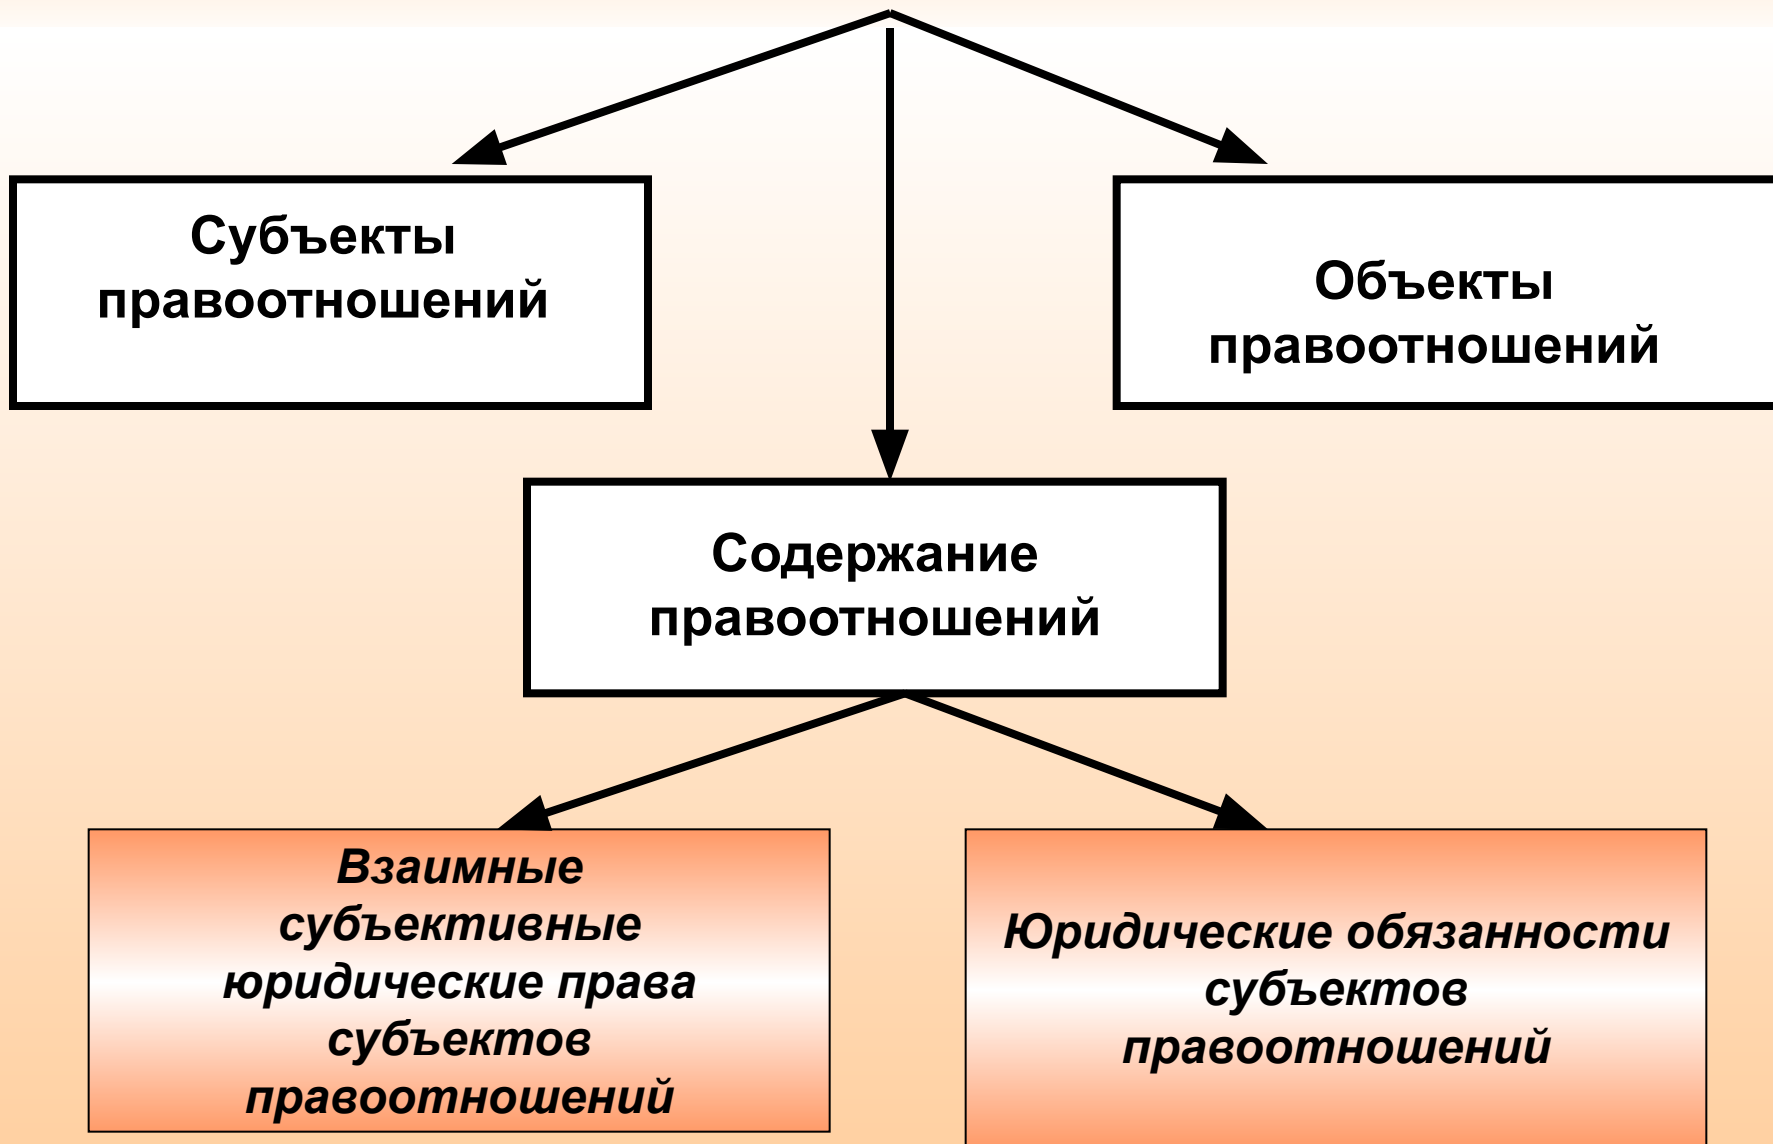 Субъекты
правоотношений
Объекты
правоотношений
Содержание
правоотношений
Взаимные
субъективные
юридические права
субъектов
правоотношений
Юридические обязанности
субъектов
правоотношений